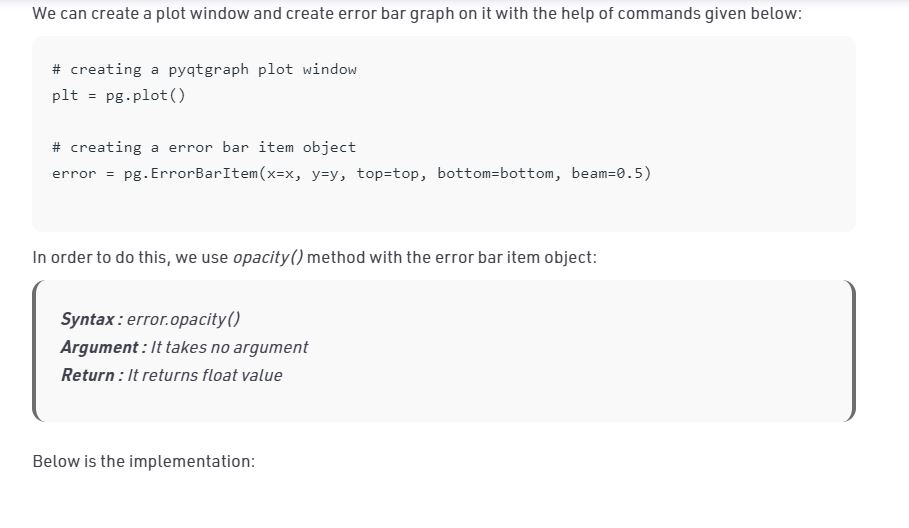 We can create a plot window and create error bar graph on it with the help of commands given below:
# creating a pyqtgraph plot window
plt = pg.plot()
# creating a error bar item object
error = pg.ErrorBarItem(x=x, y=y, top=top, bottom=bottom, beam=0.5)
In order to do this, we use opacity() method with the error bar item object:
Syntax : error.opacity()
Argument : It takes no argument
Return : It returns float value
Below is the implementation: